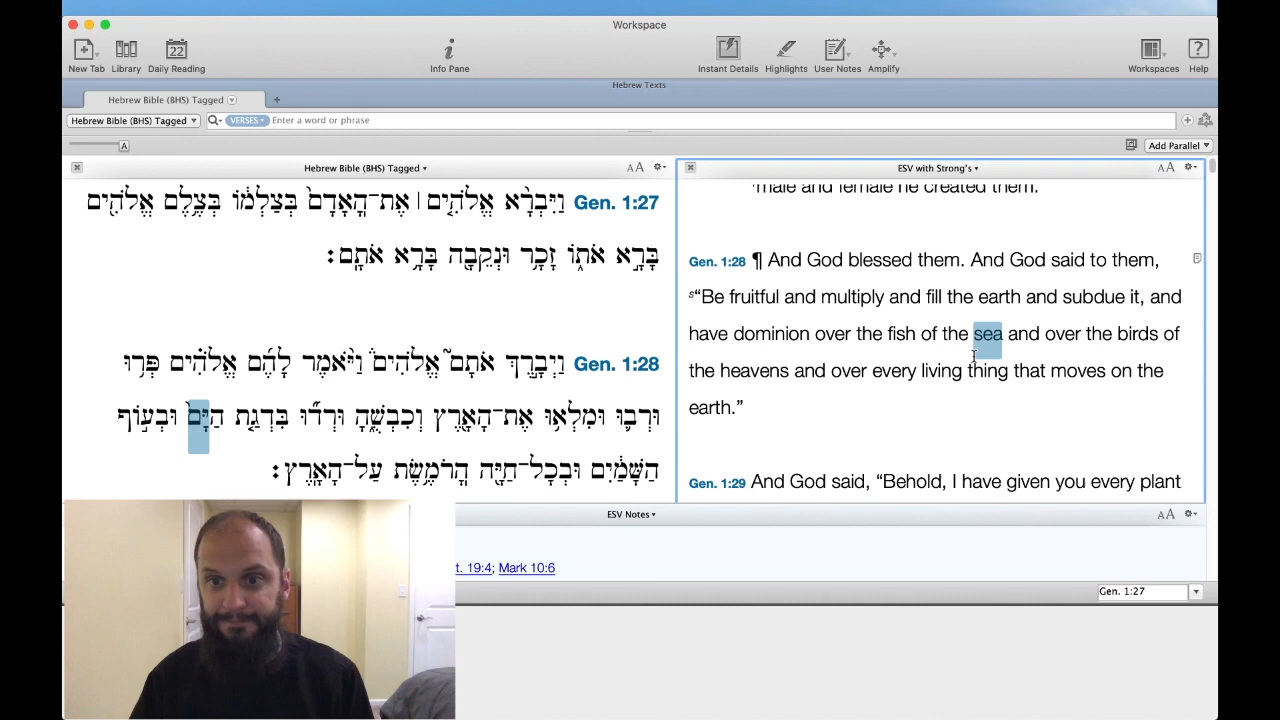 Workspace
New Tab
Library
22
Daily Reading
Info Pane
Instant Details
Highlights
User Notes
Amplify
Workspaces
Help
Hebrew Texts
Hebrew Bible (BHS) Tagged
Hebrew Bible (BHS) Tagged
VERSES
Enter a word or phrase
A
Add Parallel
Hebrew Bible (BHS) Tagged
AA
Gen. 1:27 וַיִּבְרָ֨א אֱלֹהִ֤ים ׀ אֶת־הָֽאָדָם֙ בְּצַלְמ֔וֹ בְּצֶ֥לֶם אֱלֹהִ֖ים
בָּרָ֣א אֹת֑וֹ זָכָ֥ר וּנְקֵבָ֖ה בָּרָ֥א אֹתָֽם׃
Gen. 1:28 וַיְבָ֣רֶךְ אֹתָם֮ אֱלֹהִים֒ וַיֹּ֨אמֶר לָהֶ֜ם אֱלֹהִ֗ים פְּר֥וּ
וּרְב֛וּ וּמִלְא֥וּ אֶת־הָאָ֖רֶץ וְכִבְשֻׁ֑הָ וּרְד֞וּ בִּדְגַ֤ת הַיָּם֙ וּבְע֣וֹף
הַשָּׁמַ֔יִם וּבְכָל־חַיָּ֖ה הָֽרֹמֶ֥שֶׂת עַל־הָאָֽרֶץ׃
ESV with Strong's
AA
male and female he created them.
Gen. 1:28 ¶ And God blessed them. And God said to them,
s“Be fruitful and multiply and fill the earth and subdue it, and
have dominion over the fish of the sea and over the birds of
the heavens and over every living thing that moves on the
earth.”
Gen. 1:29 And God said, “Behold, I have given you every plant
ESV Notes
AA
t. 19:4; Mark 10:6
Gen. 1:27